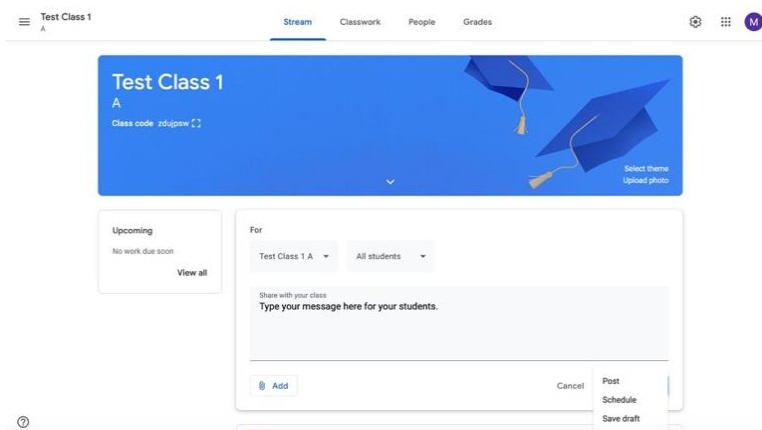 Test Class 1
A
Stream Classwork People Grades
M
Test Class 1
A
Class code zdujpsw
Select theme
Upload photo
Upcoming
No work due soon
View all
For
Test Class 1 A All students
Share with your class
Type your message here for your students.
Add
Cancel
Post
Schedule
Save draft